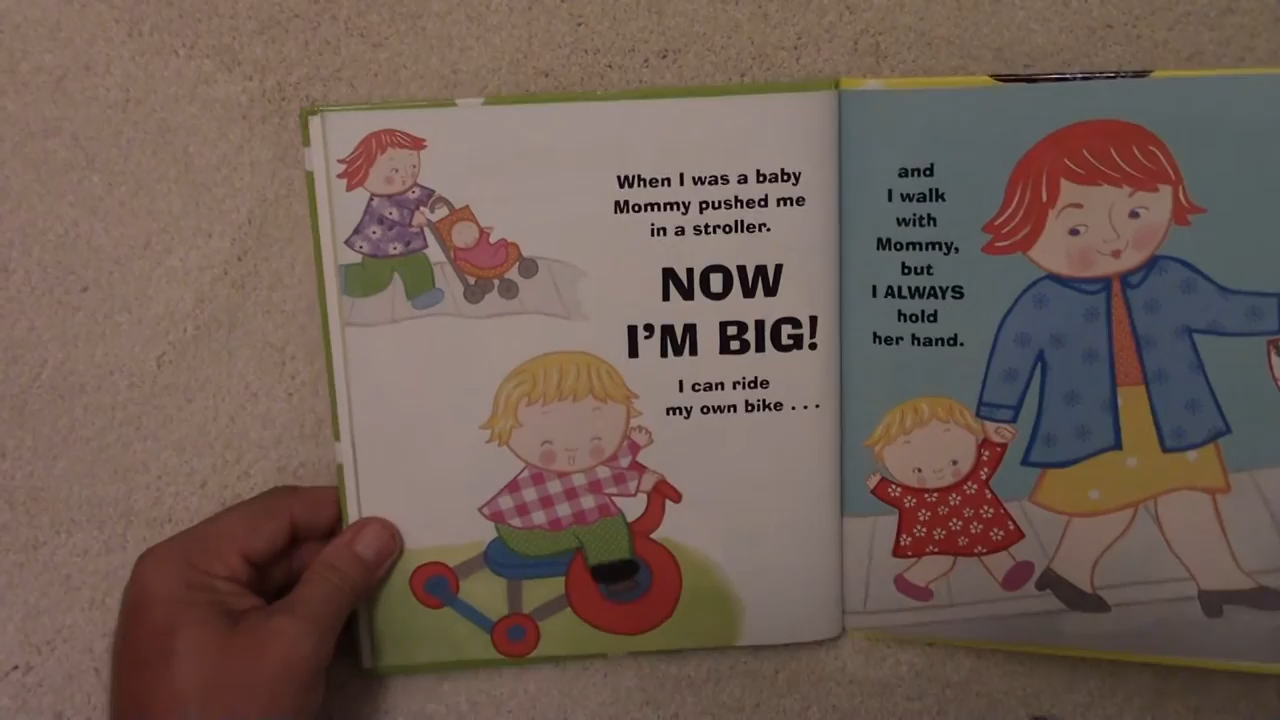 When I was a baby
Mommy pushed me
in a stroller.
NOW
I'M BIG!
I can ride
my own bike . . .
and
I walk
with
Mommy,
but
I ALWAYS
hold
her hand.